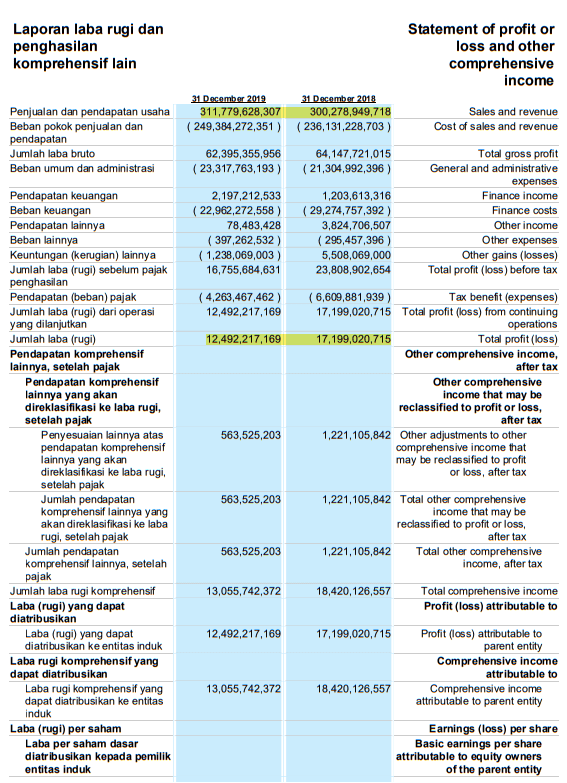 Laporan laba rugi dan
penghasilan
komprehensif lain
Statement of profit or
loss and other
comprehensive
income
31 December 2019 31 December 2018
Penjualan dan pendapatan usaha 311,779,628,307 300,278,949,718 Sales and revenue
Beban pokok penjualan dan
pendapatan ( 249,384,272,351 ) ( 236,131,228,703 ) Cost of sales and revenue
Jumlah laba bruto 62,395,355,956 64,147,721,015 Total gross profit
Beban umum dan administrasi ( 23,317,763,193 ) ( 21,304,992,396 ) General and administrative
expenses
Pendapatan keuangan 2,197,212,533 1,203,613,316 Finance income
Beban keuangan ( 22,962,272,558 ) ( 29,274,757,392 ) Finance costs
Pendapatan lainnya 78,483,428 3,824,706,507 Other income
Beban lainnya ( 397,262,532 ) ( 295,457,396 ) Other expenses
Keuntungan (kerugian) lainnya ( 1,238,069,003 ) 5,508,069,000 Other gains (losses)
Jumlah laba (rugi) sebelum pajak
penghasilan 16,755,684,631 23,808,902,654 Total profit (loss) before tax
Pendapatan (beban) pajak ( 4,263,467,462 ) ( 6,609,881,939 ) Tax benefit (expenses)
Jumlah laba (rugi) dari operasi
yang dilanjutkan 12,492,217,169 17,199,020,715 Total profit (loss) from continuing
operations
Jumlah laba (rugi) 12,492,217,169 17,199,020,715 Total profit (loss)
Pendapatan komprehensif
lainnya, setelah pajak
Other comprehensive income,
after tax
Pendapatan komprehensif
lainnya yang akan
direklasifikasi ke laba rugi,
setelah pajak
Other comprehensive
income that may be
reclassified to profit or loss,
after tax
Penyesuaian lainnya atas
pendapatan komprehensif
lainnya yang akan
direklasifikasi ke laba rugi,
setelah pajak
563,525,203 1,221,105,842
Other adjustments to other
comprehensive income that
may be reclassified to profit
or loss, after tax
Jumlah pendapatan
komprehensif lainnya yang
akan direklasifikasi ke laba
rugi, setelah pajak
563,525,203 1,221,105,842
Total other comprehensive
income that may be
reclassified to profit or loss,
after tax
Jumlah pendapatan
komprehensif lainnya, setelah
pajak
563,525,203 1,221,105,842
Total other comprehensive
income, after tax
Jumlah laba rugi komprehensif 13,055,742,372 18,420,126,557 Total comprehensive income
Laba (rugi) yang dapat
diatribusikan
Profit (loss) attributable to
Laba (rugi) yang dapat
diatribusikan ke entitas induk
12,492,217,169 17,199,020,715
Profit (loss) attributable to
parent entity
Laba rugi komprehensif yang
dapat diatribusikan
Comprehensive income
attributable to
Laba rugi komprehensif yang
dapat diatribusikan ke entitas
induk
13,055,742,372 18,420,126,557
Comprehensive income
attributable to parent entity
Laba (rugi) per saham Earnings (loss) per share
Laba per saham dasar
diatribusikan kepada pemilik
entitas induk
Basic earnings per share
attributable to equity owners
of the parent entity